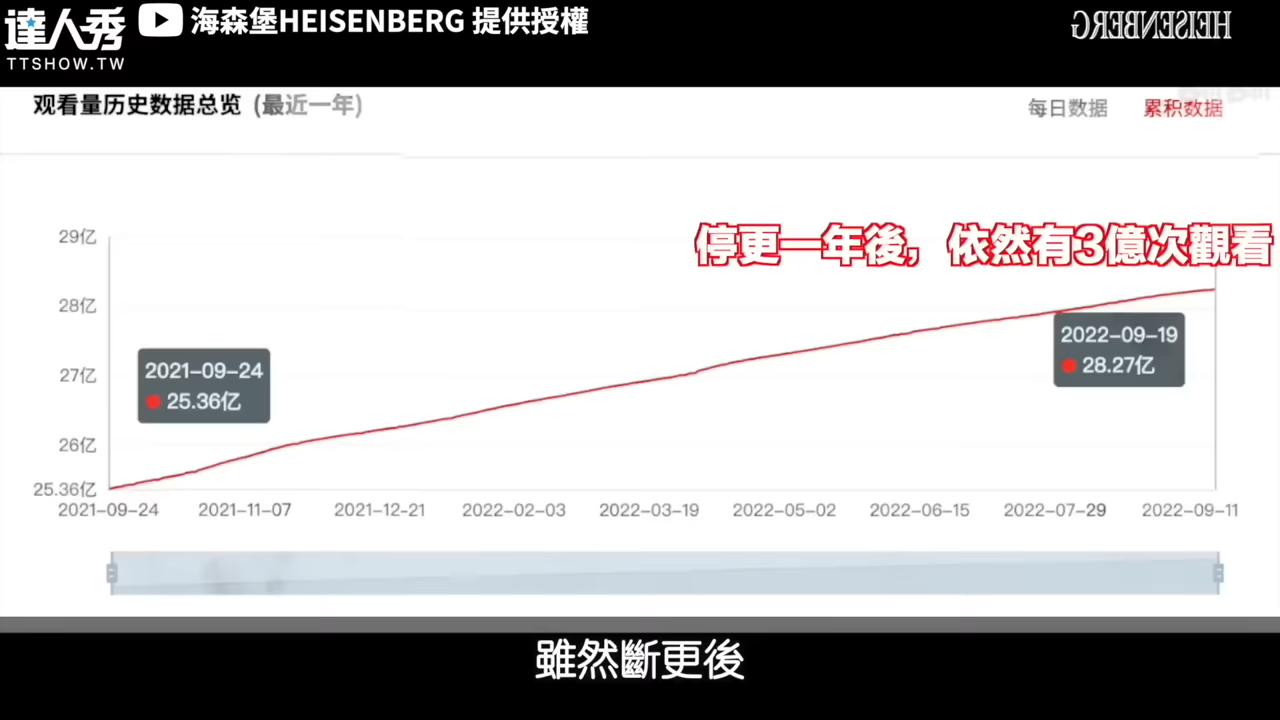 達人秀
TTSHOW.TW
海森堡HEISENBERG 提供授權
HEISENBERG
观看量历史数据总览 (最近一年)
每日数据 累积数据
停更一年後，依然有3億次觀看
29亿
28亿
27亿
26亿
25.36亿
2021-09-24
25.36亿
2022-09-19
28.27亿
2021-09-24 2021-11-07 2021-12-21 2022-02-03 2022-03-19 2022-05-02 2022-06-15 2022-07-29 2022-09-11
雖然斷更後